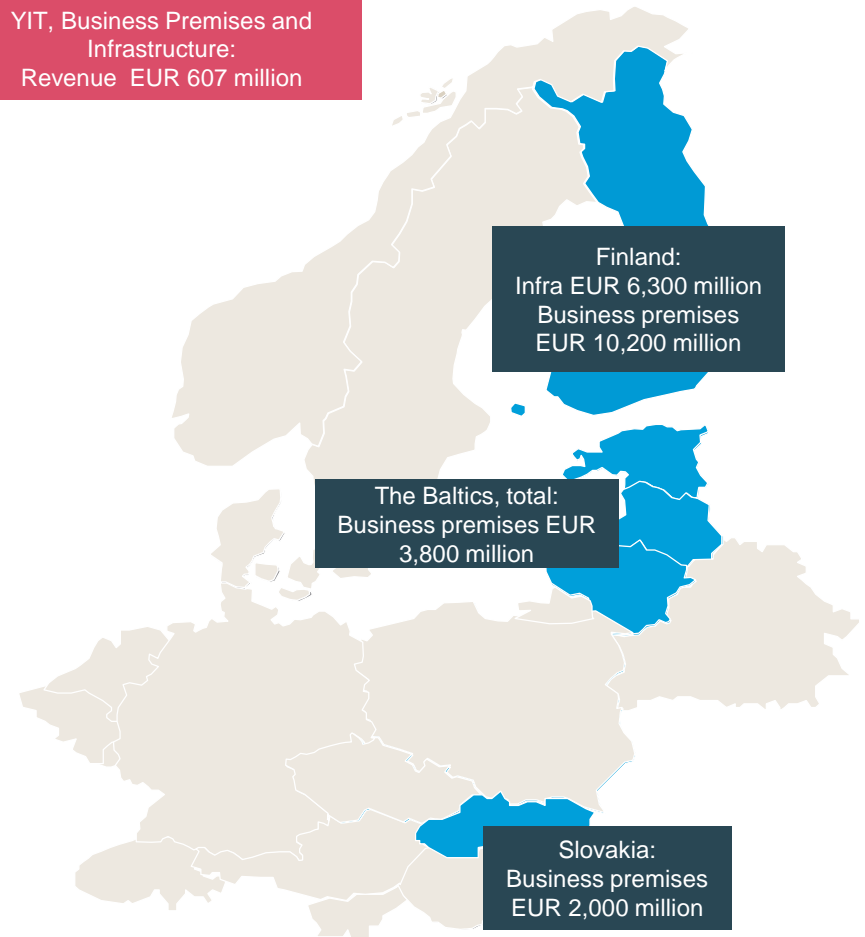 YIT, Business Premises and
Infrastructure:
Revenue EUR 607 million
Finland:
Infra EUR 6,300 million
Business premises
EUR 10,200 million
The Baltics, total:
Business premises EUR
3,800 million
Slovakia:
Business premises
EUR 2,000 million